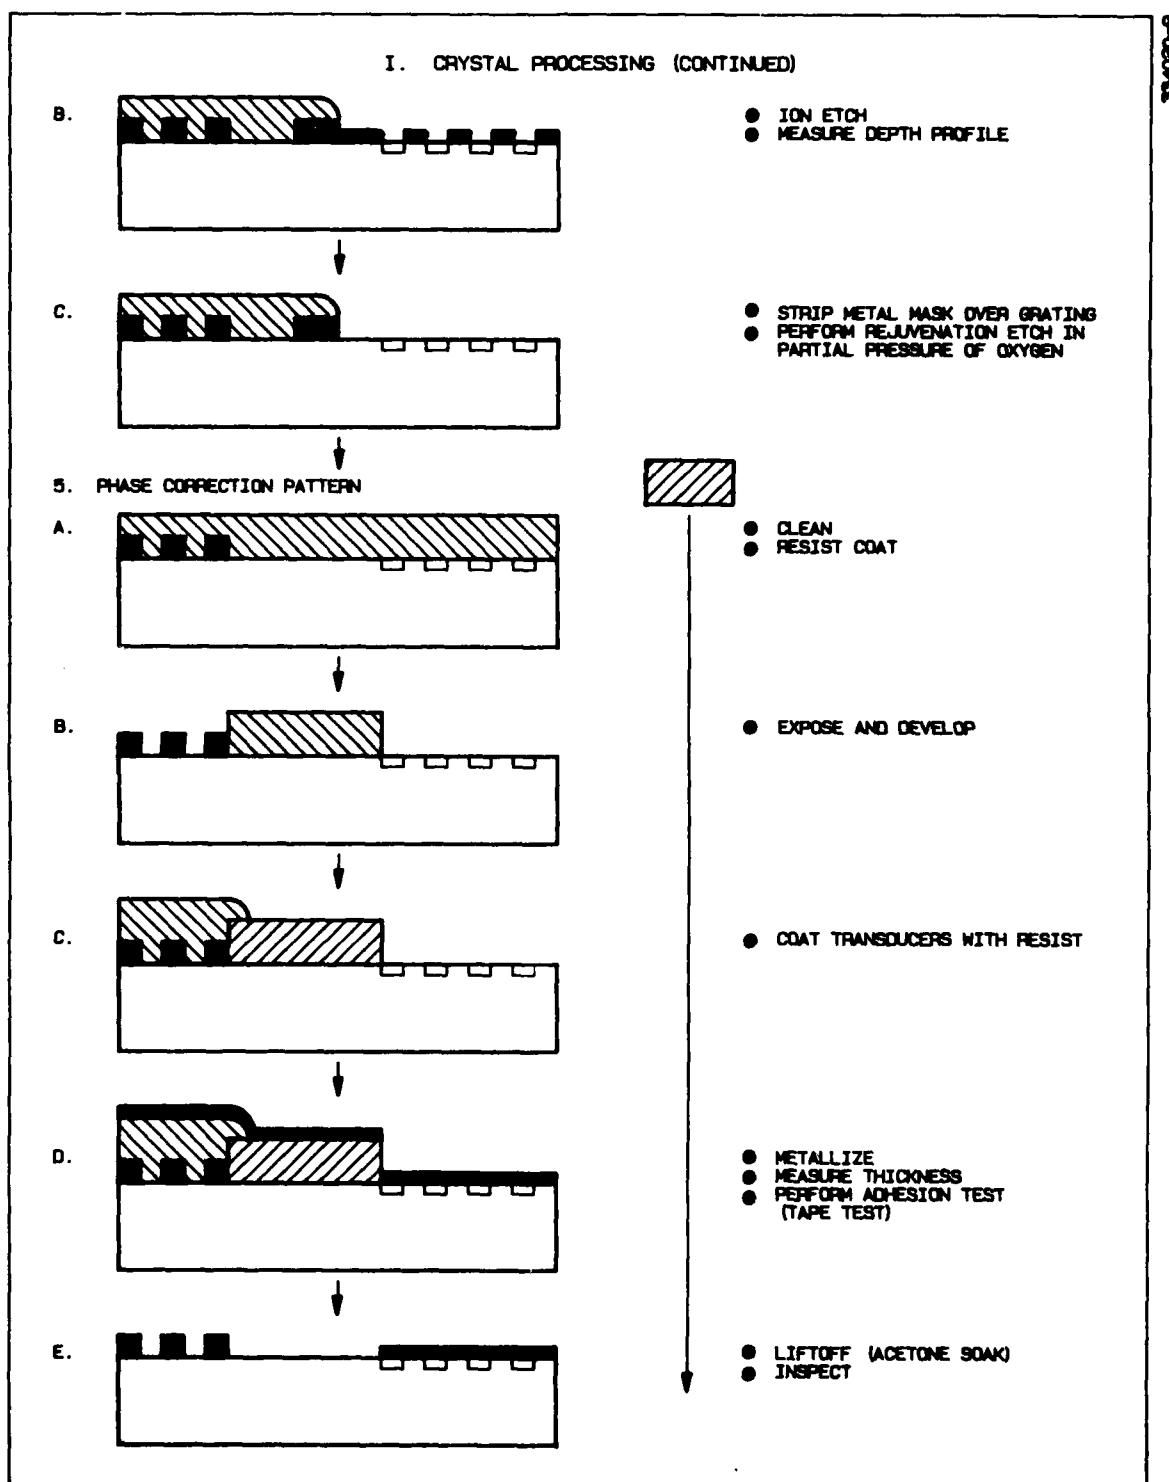 I. CRYSTAL PROCESSING (CONTINUED)
B.
● ION ETCH
● MEASURE DEPTH PROFILE
C.
● STRIP METAL MASK OVER GRATING
● PERFORM REJUVENATION ETCH IN
PARTIAL PRESSURE OF OXYGEN
5. PHASE CORRECTION PATTERN
A.
● CLEAN
● RESIST COAT
B.
● EXPOSE AND DEVELOP
C.
● COAT TRANSDUCERS WITH RESIST
D.
● METALLIZE
● MEASURE THICKNESS
● PERFORM ADHESION TEST
(TAPE TEST)
E.
● LIFTOFF (ACETONE SOAK)
● INSPECT